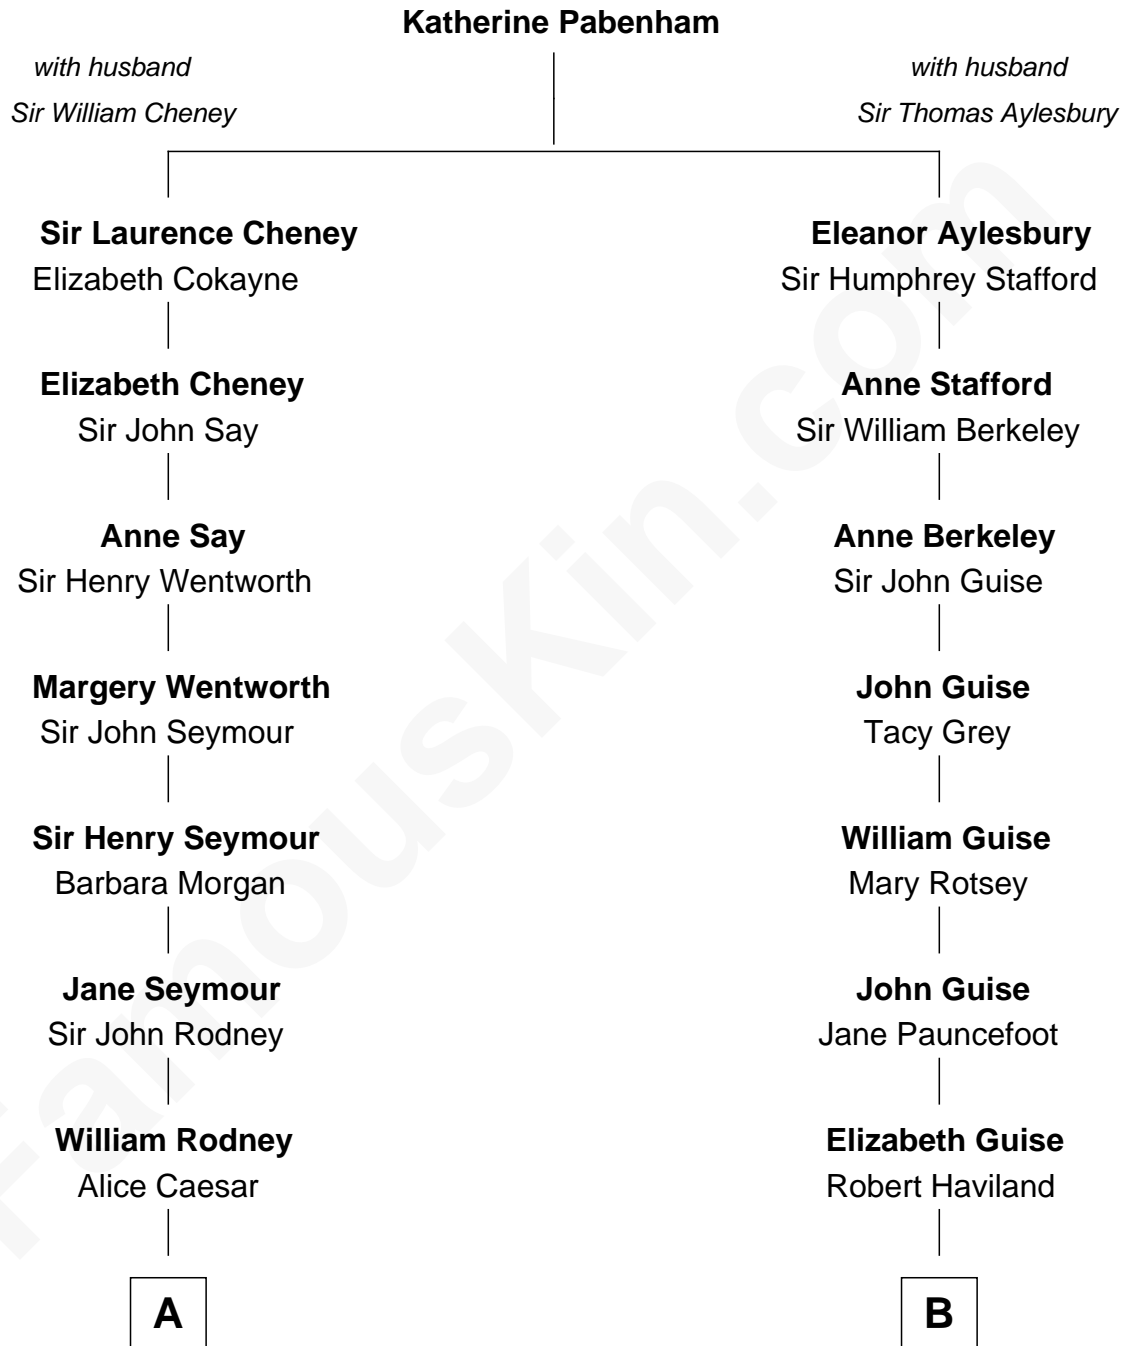 Katherine Pabenham
with husband
Sir William Cheney
with husband
Sir Thomas Aylesbury
Sir Laurence Cheney
Elizabeth Cokayne
Eleanor Aylesbury
Sir Humphrey Stafford
Elizabeth Cheney
Sir John Say
Anne Stafford
Sir William Berkeley
Anne Say
Sir Henry Wentworth
Anne Berkeley
Sir John Guise
Margery Wentworth
Sir John Seymour
John Guise
Tacy Grey
Sir Henry Seymour
Barbara Morgan
William Guise
Mary Rotsey
Jane Seymour
Sir John Rodney
John Guise
Jane Pauncefoot
William Rodney
Alice Caesar
Elizabeth Guise
Robert Haviland
A
B
FamousKin.com